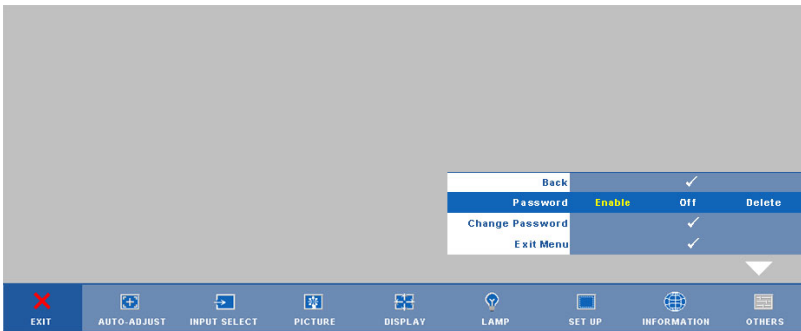 Back
Password Enable Off Delete
Change Password
Exit Menu
EXIT AUTO-ADJUST INPUT SELECT PICTURE DISPLAY LAMP SET UP INFORMATION OTHERS